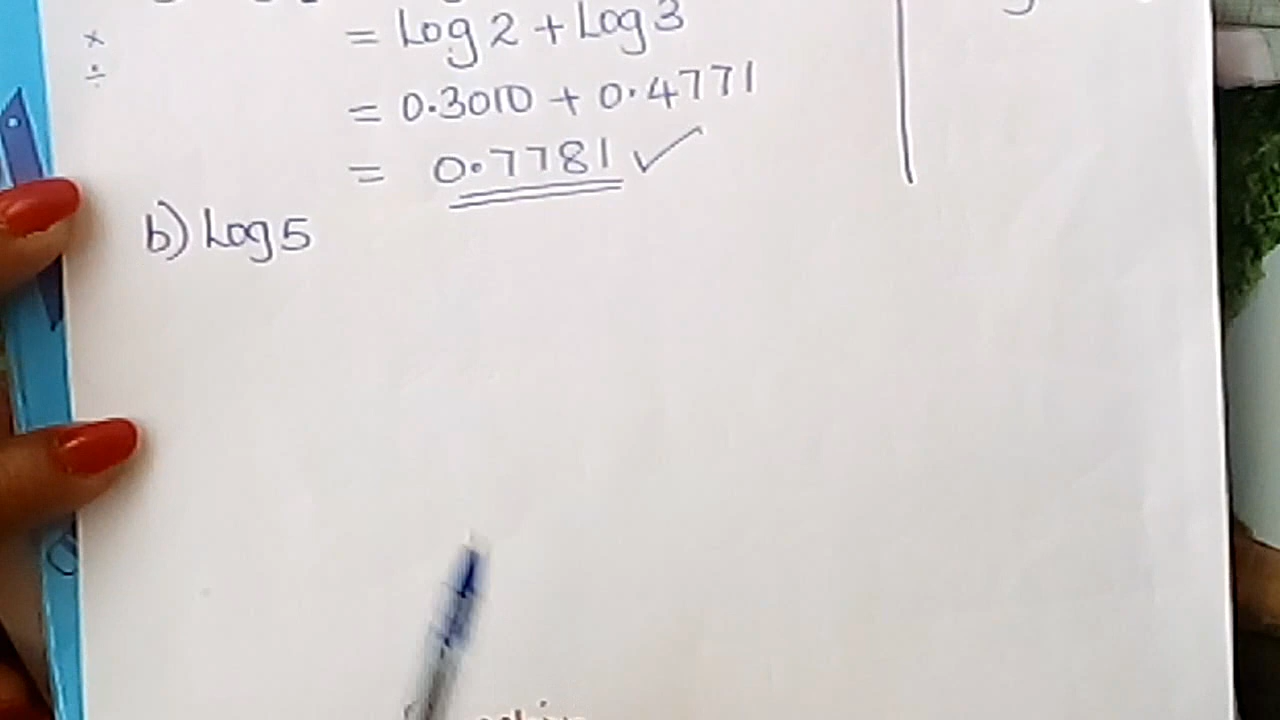 ×
÷
= Log 2 + Log 3
= 0.3010 + 0.4771
= 0.7781 ✓
b) Log 5